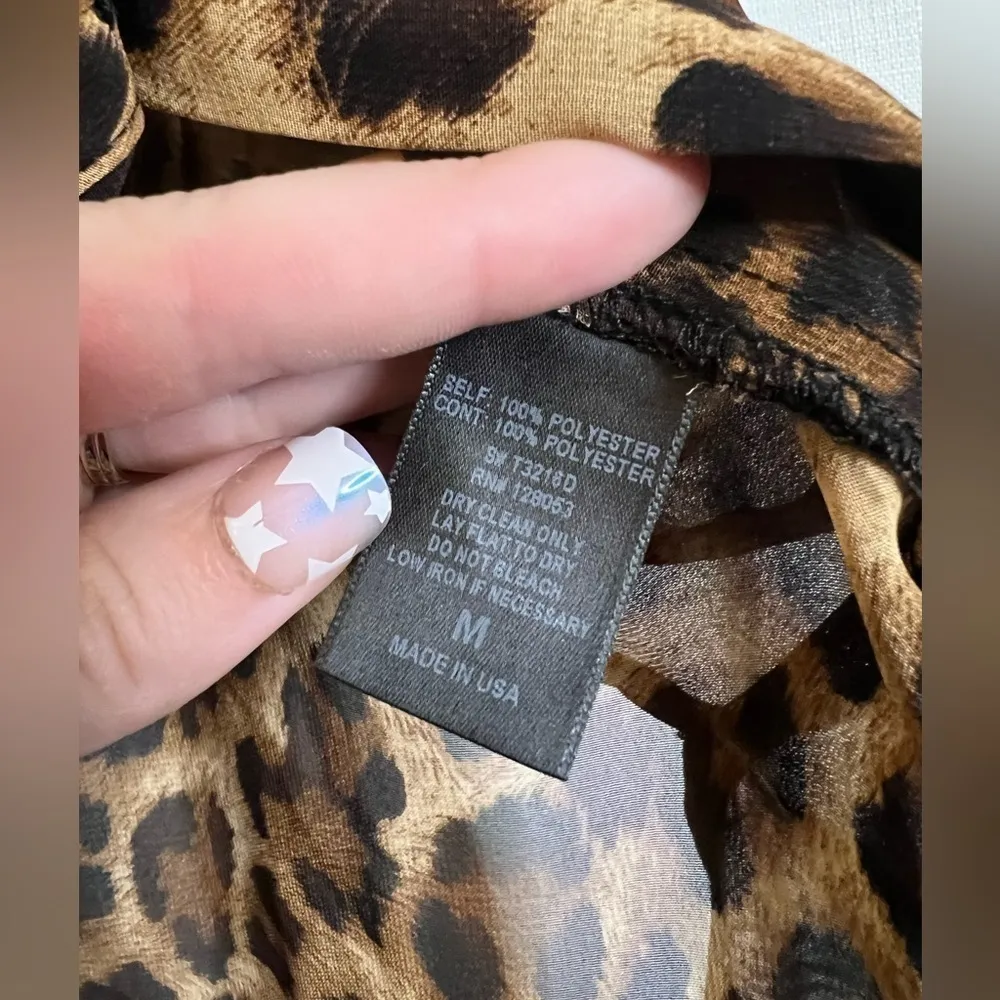 SELF: 100% POLYESTER
CONT: 100% POLYESTER
S# T3216D
RN# 128053
DRY CLEAN ONLY
LAY FLAT TO DRY
DO NOT BLEACH
LOW IRON IF NECESSARY
M
MADE IN USA